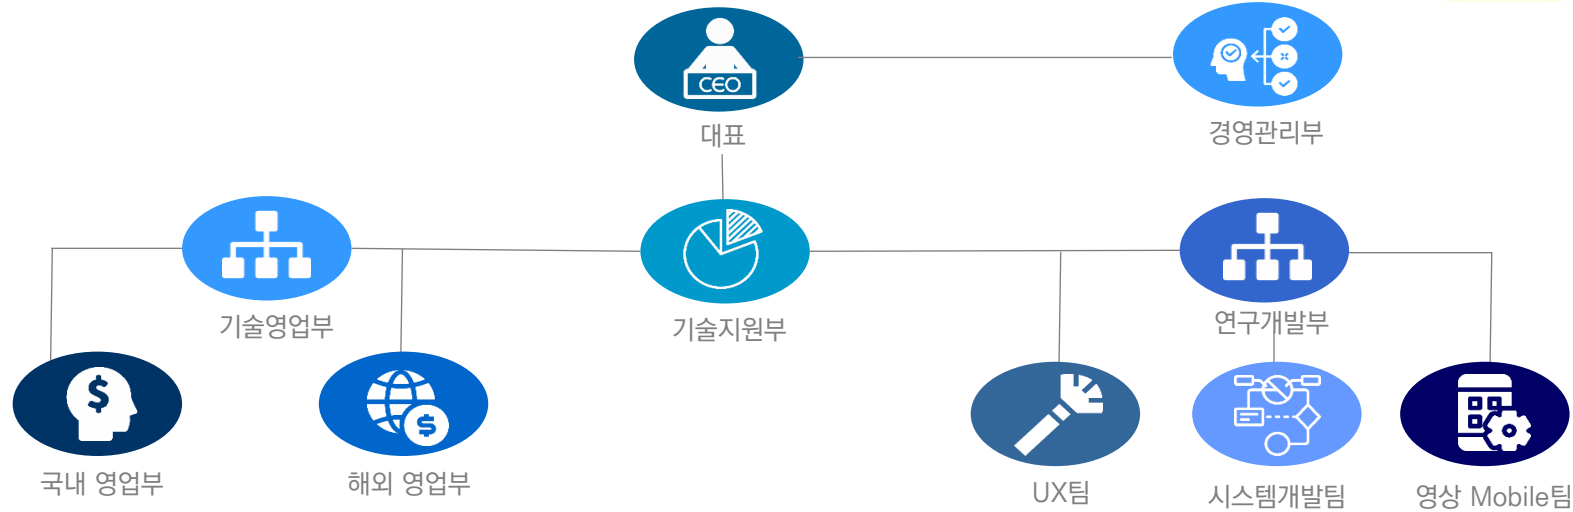 CEO
대표
경영관리부
기술영업부
기술지원부
연구개발부
국내 영업부
해외 영업부
UX팀
시스템개발팀
영상 Mobile팀